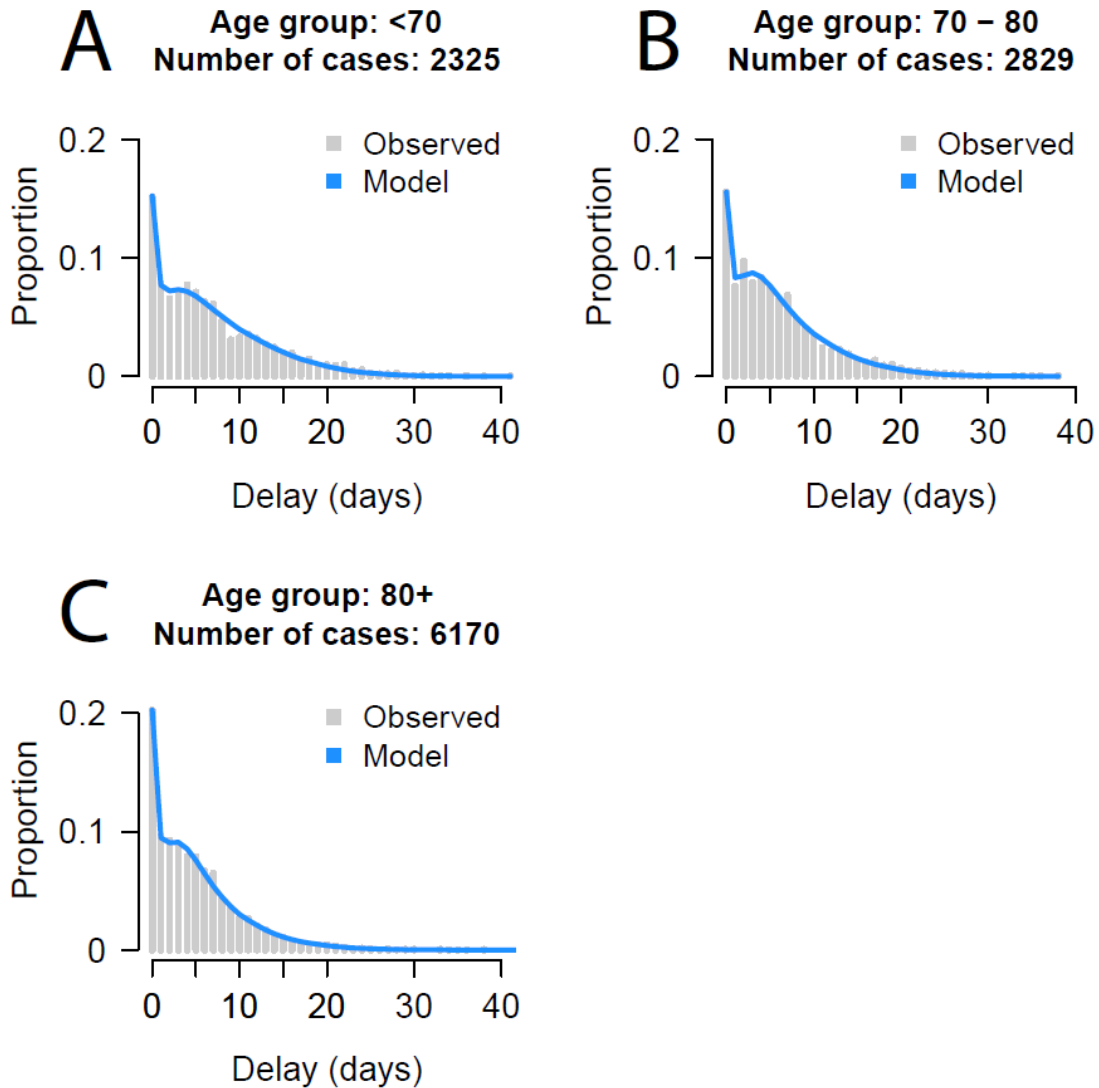 A
Age group: <70
Number of cases: 2325
0.2
0.1
0
Proportion
Observed
Model
0 10 20 30 40
Delay (days)
B
Age group: 70 − 80
Number of cases: 2829
0.2
0.1
0
Proportion
Observed
Model
0 10 20 30 40
Delay (days)
C
Age group: 80+
Number of cases: 6170
0.2
0.1
0
Proportion
Observed
Model
0 10 20 30 40
Delay (days)